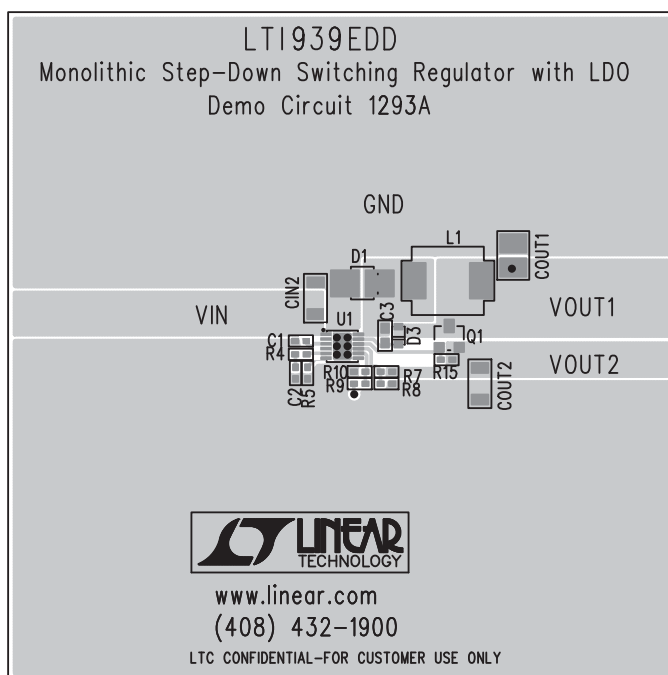 LT1939EDD
Monolithic Step-Down Switching Regulator with LDO
Demo Circuit 1293A
GND
L1
COUT1
D1
CIN2
VIN
VOUT1
U1
C3
D3
Q1
C1
R4
VOUT2
R10
R7
R15
R9
R8
C2
R5
COUT2
LINEAR
TECHNOLOGY
www.linear.com
(408) 432-1900
LTC CONFIDENTIAL-FOR CUSTOMER USE ONLY